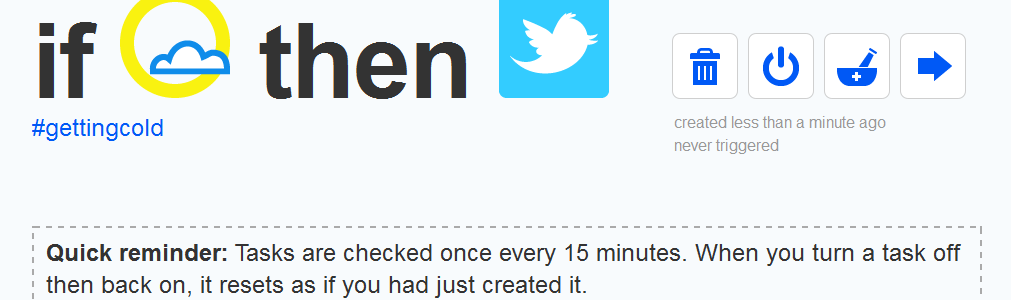 if then
#gettingcold
created less than a minute ago
never triggered
Quick reminder: Tasks are checked once every 15 minutes. When you turn a task off
then back on, it resets as if you had just created it.